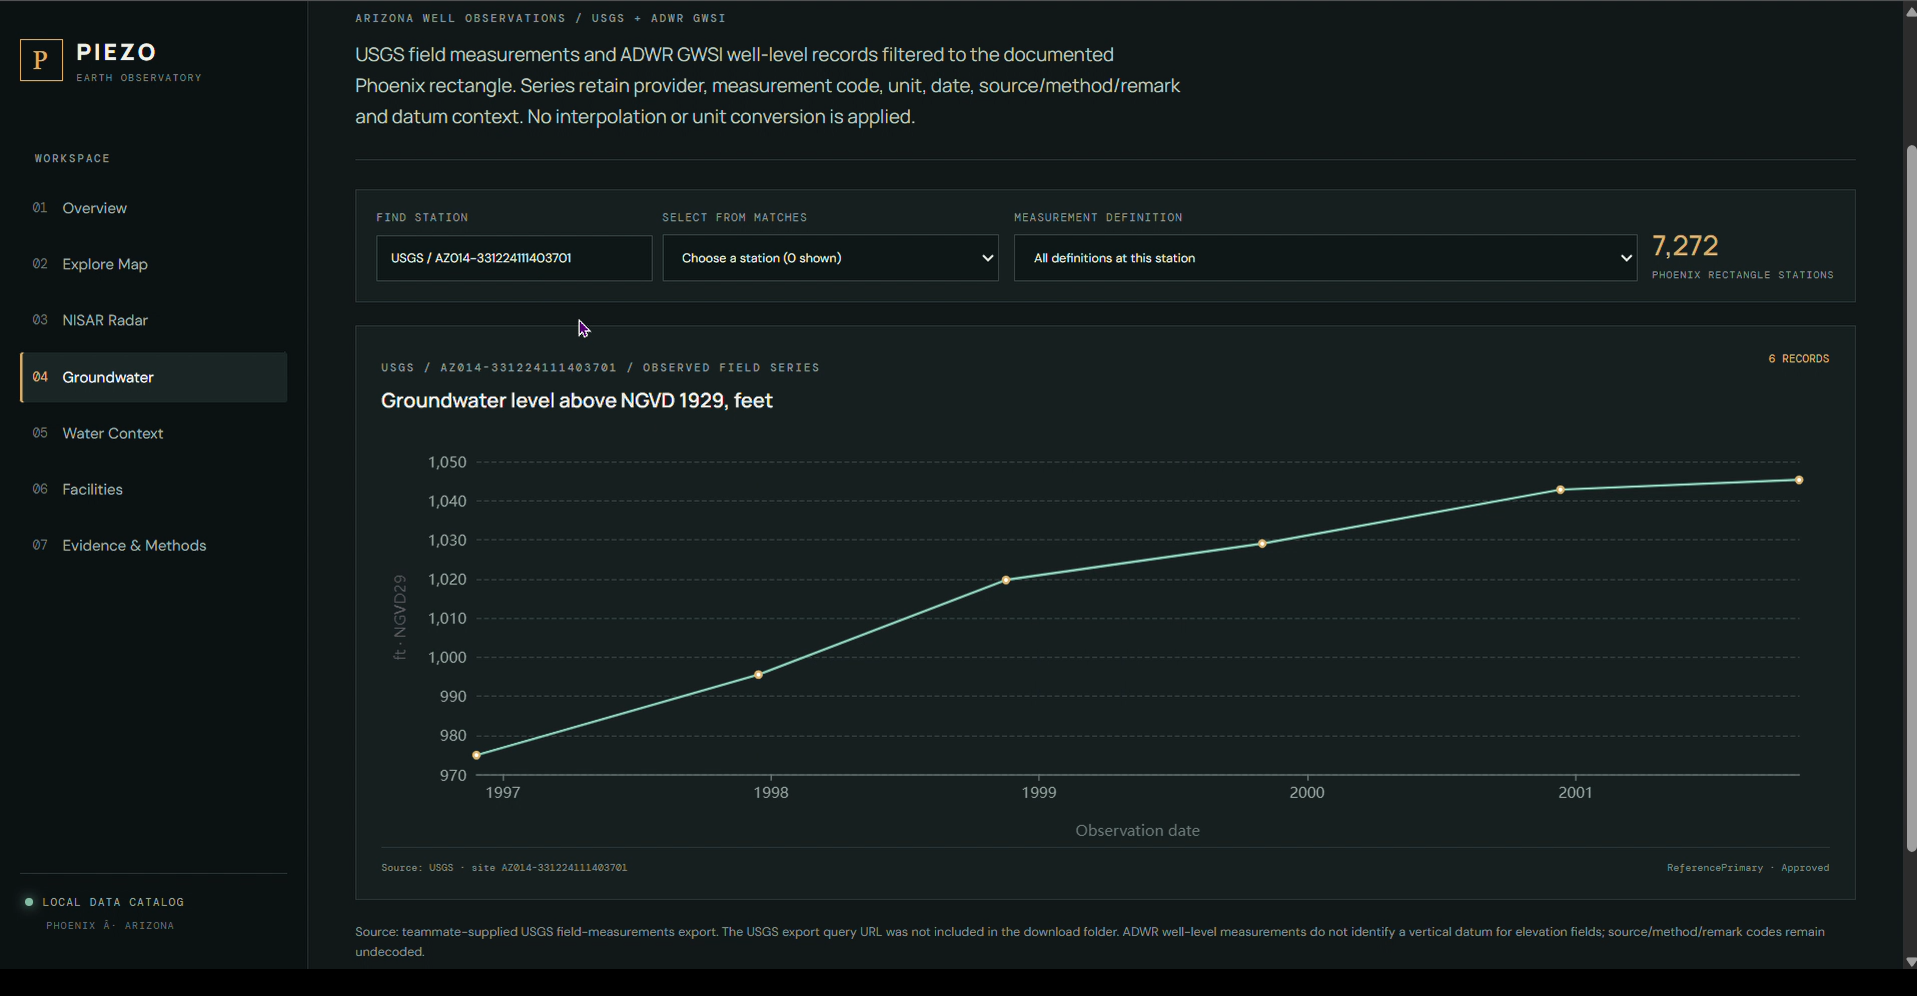 P
PIEZO
EARTH OBSERVATORY
WORKSPACE
01 Overview
02 Explore Map
03 NISAR Radar
04 Groundwater
05 Water Context
06 Facilities
07 Evidence & Methods
LOCAL DATA CATALOG
PHOENIX Â· ARIZONA
ARIZONA WELL OBSERVATIONS / USGS + ADWR GWSI
USGS field measurements and ADWR GWSI well-level records filtered to the documented
Phoenix rectangle. Series retain provider, measurement code, unit, date, source/method/remark
and datum context. No interpolation or unit conversion is applied.
FIND STATION
USGS / AZ014-331224111403701
SELECT FROM MATCHES
Choose a station (0 shown)
MEASUREMENT DEFINITION
All definitions at this station
7,272
PHOENIX RECTANGLE STATIONS
USGS / AZ014-331224111403701 / OBSERVED FIELD SERIES
6 RECORDS
Groundwater level above NGVD 1929, feet
ft · NGVD29
1,050
1,040
1,030
1,020
1,010
1,000
990
980
970
1997 1998 1999 2000 2001
Observation date
Source: USGS · site AZ014-331224111403701
ReferencePrimary · Approved
Source: teammate-supplied USGS field-measurements export. The USGS export query URL was not included in the download folder. ADWR well-level measurements do not identify a vertical datum for elevation fields; source/method/remark codes remain
undecoded.